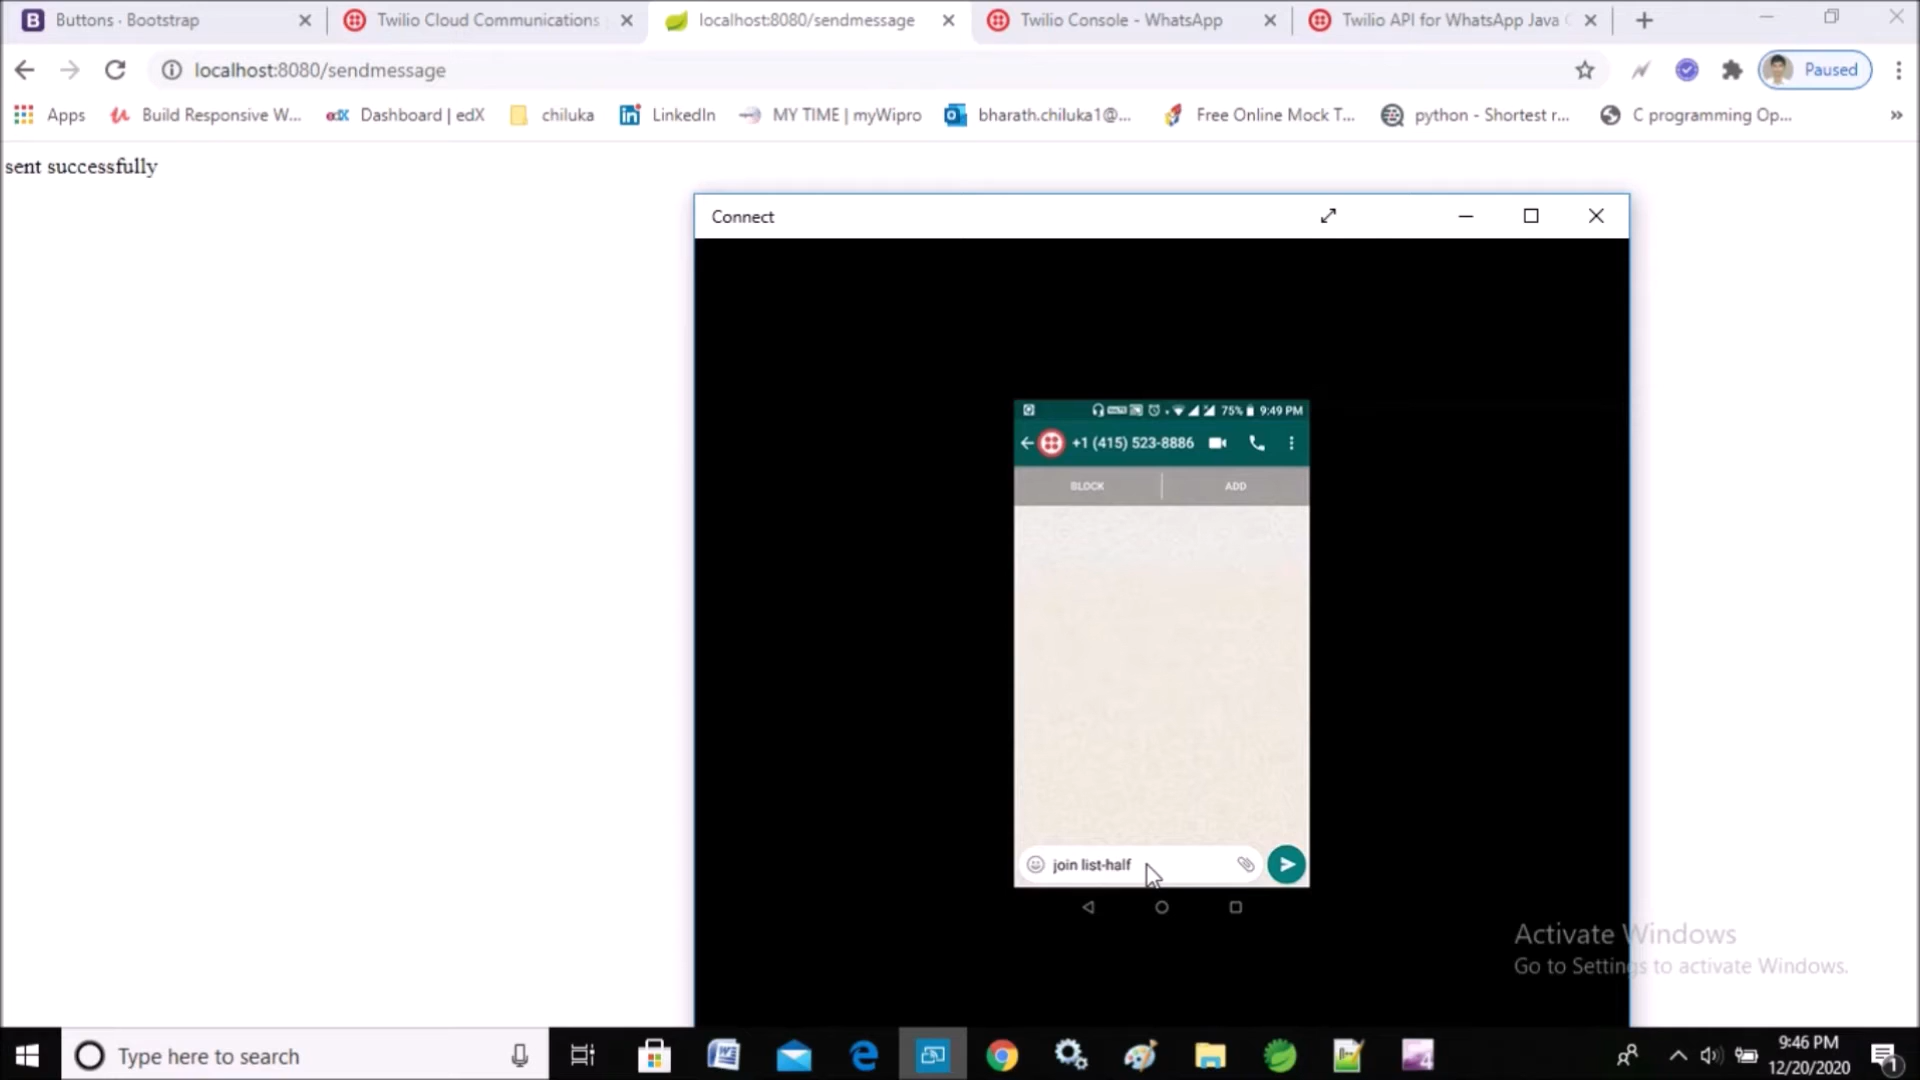 Buttons · Bootstrap
Twilio Cloud Communications
localhost:8080/sendmessage
Twilio Console - WhatsApp
Twilio API for WhatsApp Java
localhost:8080/sendmessage
Paused
Apps
Build Responsive W...
edX
Dashboard | edX
chiluka
LinkedIn
MY TIME | myWipro
bharath.chiluka1@...
Free Online Mock T...
python - Shortest r...
C programming Op...
sent successfully
Connect
75% 9:49 PM
+1 (415) 523-8886
BLOCK
ADD
join list-half
Activate Windows
Go to Settings to activate Windows.
Type here to search
9:46 PM
12/20/2020
1